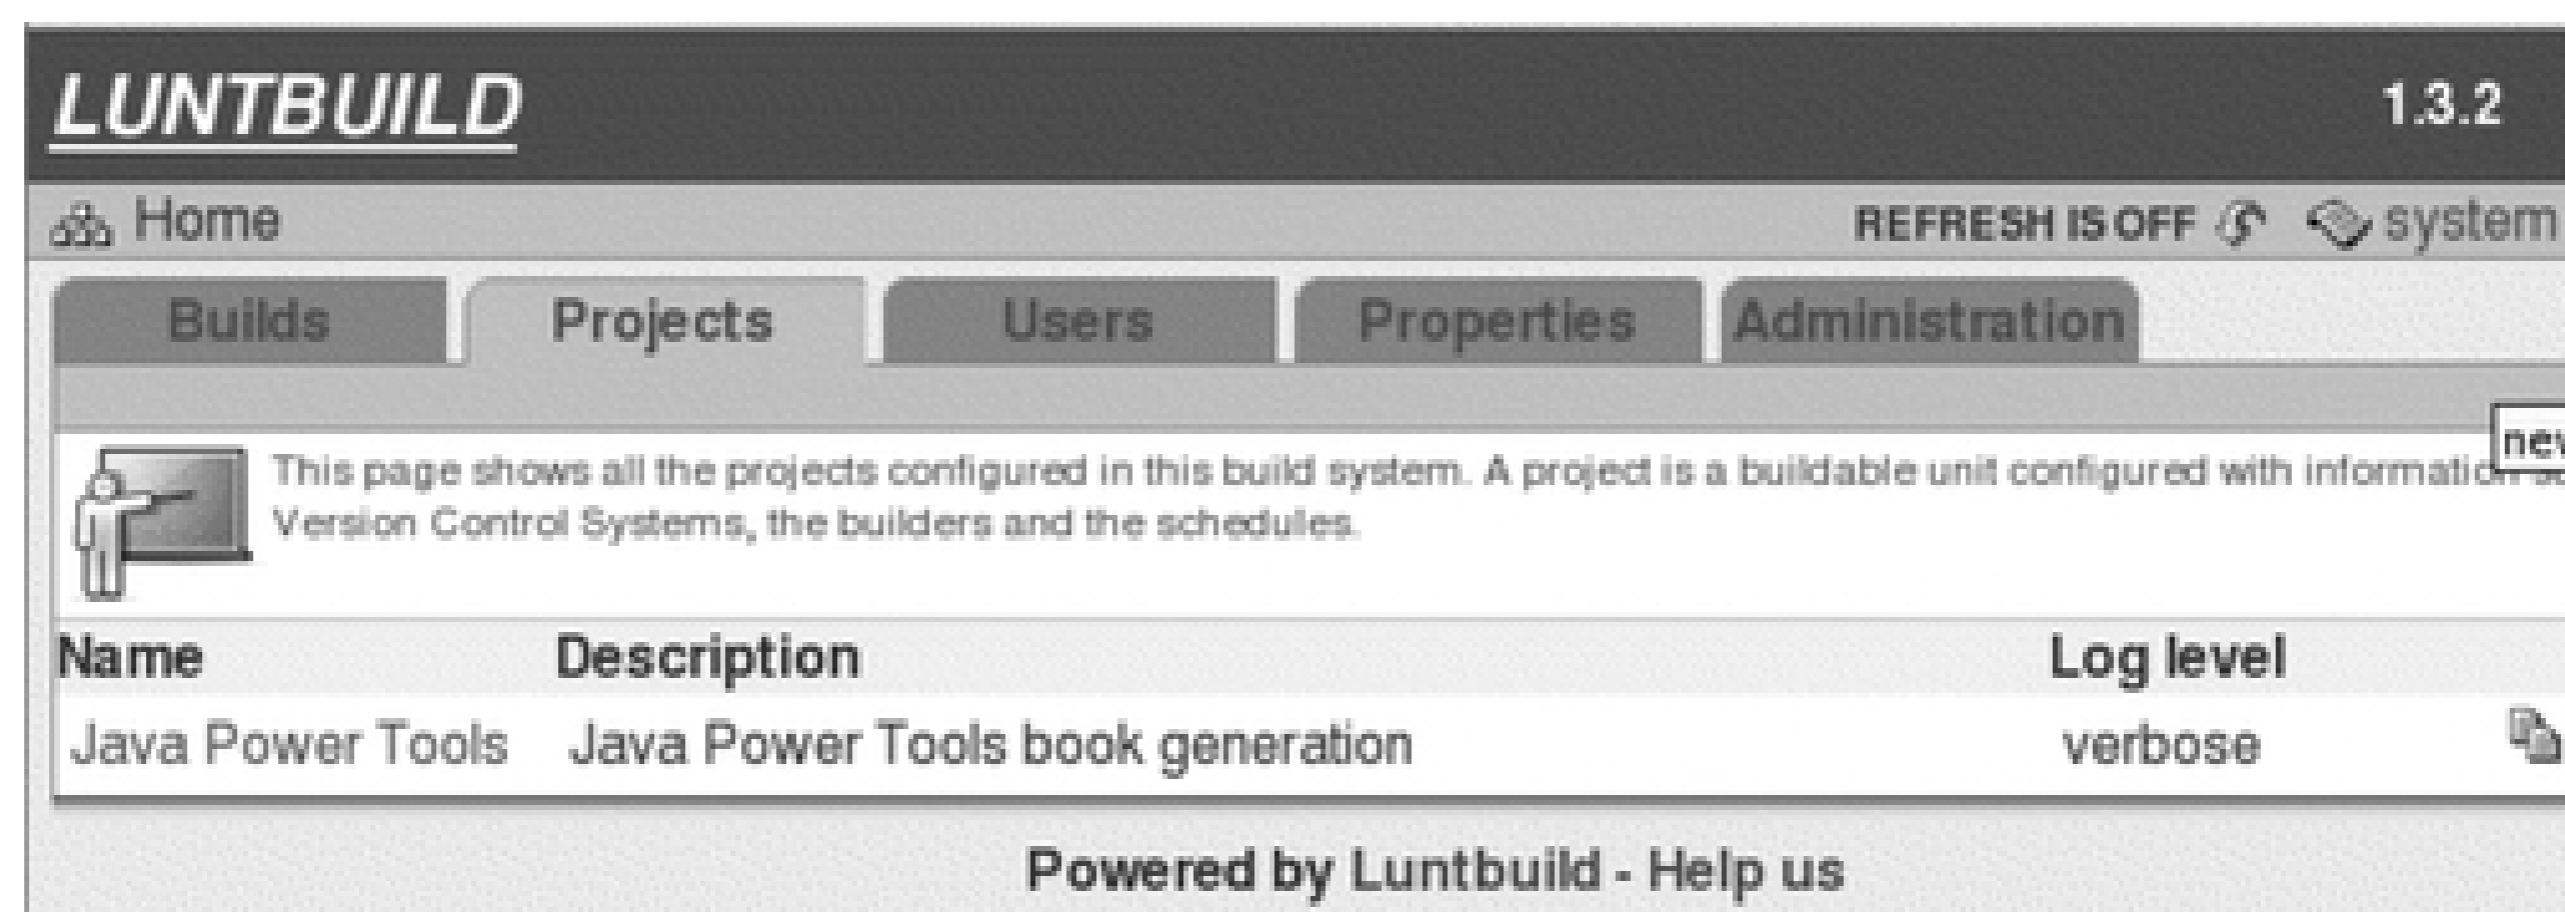 LUNTBUILD 1.3.2
Home REFRESH IS OFF system
Builds Projects Users Properties Administration
This page shows all the projects configured in this build system. A project is a buildable unit configured with
Version Control Systems, the builders and the schedules.
Name Description Log level
Java Power Tools Java Power Tools book generation verbose
Powered by Luntbuild - Help us